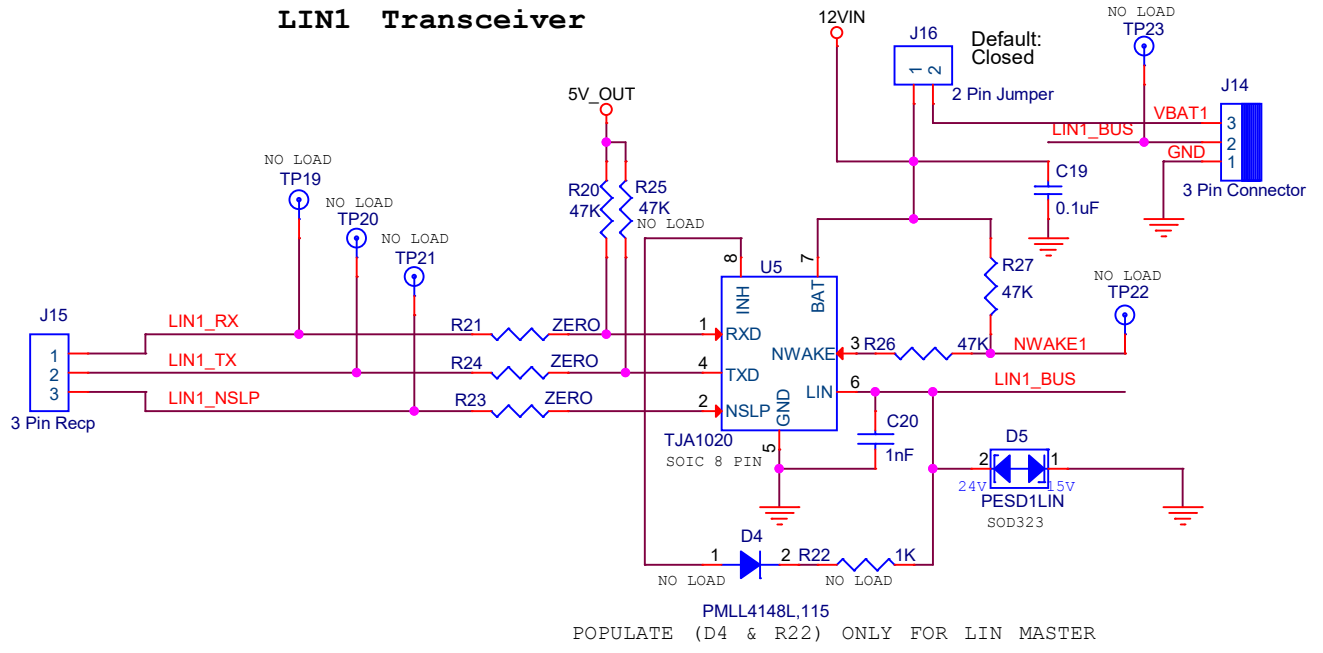 LIN1 Transceiver
12VIN
J16
Default:
Closed
1 2
2 Pin Jumper
NO LOAD
TP23
J14
VBAT1
3
LIN1_BUS
2
GND
1
3 Pin Connector
5V_OUT
NO LOAD
TP19
NO LOAD
TP20
NO LOAD
TP21
R20
47K
R25
47K
NO LOAD
C19
0.1uF
8
U5
7
INH
BAT
R27
47K
NO LOAD
TP22
J15
1
2
3
3 Pin Recp
LIN1_RX
R21
ZERO
1
RXD
LIN1_TX
R24
ZERO
4
TXD
LIN1_NSLP
R23
ZERO
2
NSLP
NWAKE
3
R26
47K
NWAKE1
LIN
6
LIN1_BUS
GND
5
TJA1020
SOIC 8 PIN
C20
1nF
D5
2
1
24V
15V
PESD1LIN
SOD323
D4
1
2
R22
1K
NO LOAD
NO LOAD
PMLL4148L,115
POPULATE (D4 & R22) ONLY FOR LIN MASTER